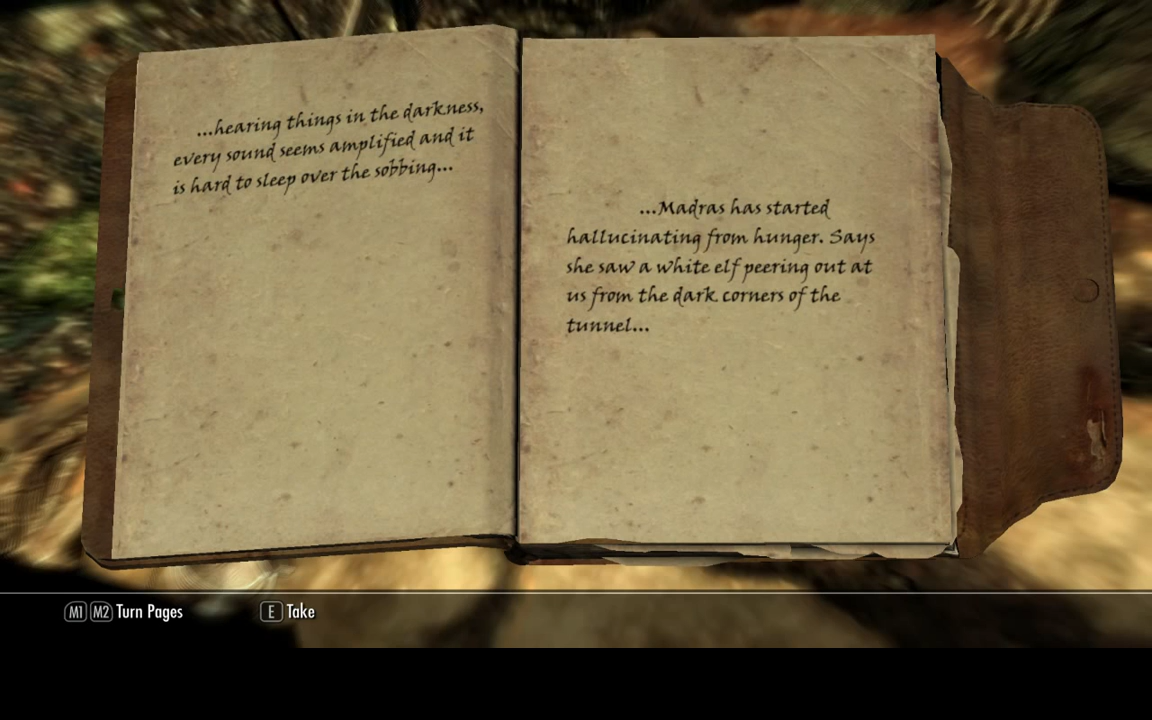 ...hearing things in the darkness,
every sound seems amplified and it
is hard to sleep over the sobbing...
...Madras has started
hallucinating from hunger. Says
she saw a white elf peering out at
us from the dark corners of the
tunnel...
M1 M2 Turn Pages
E Take